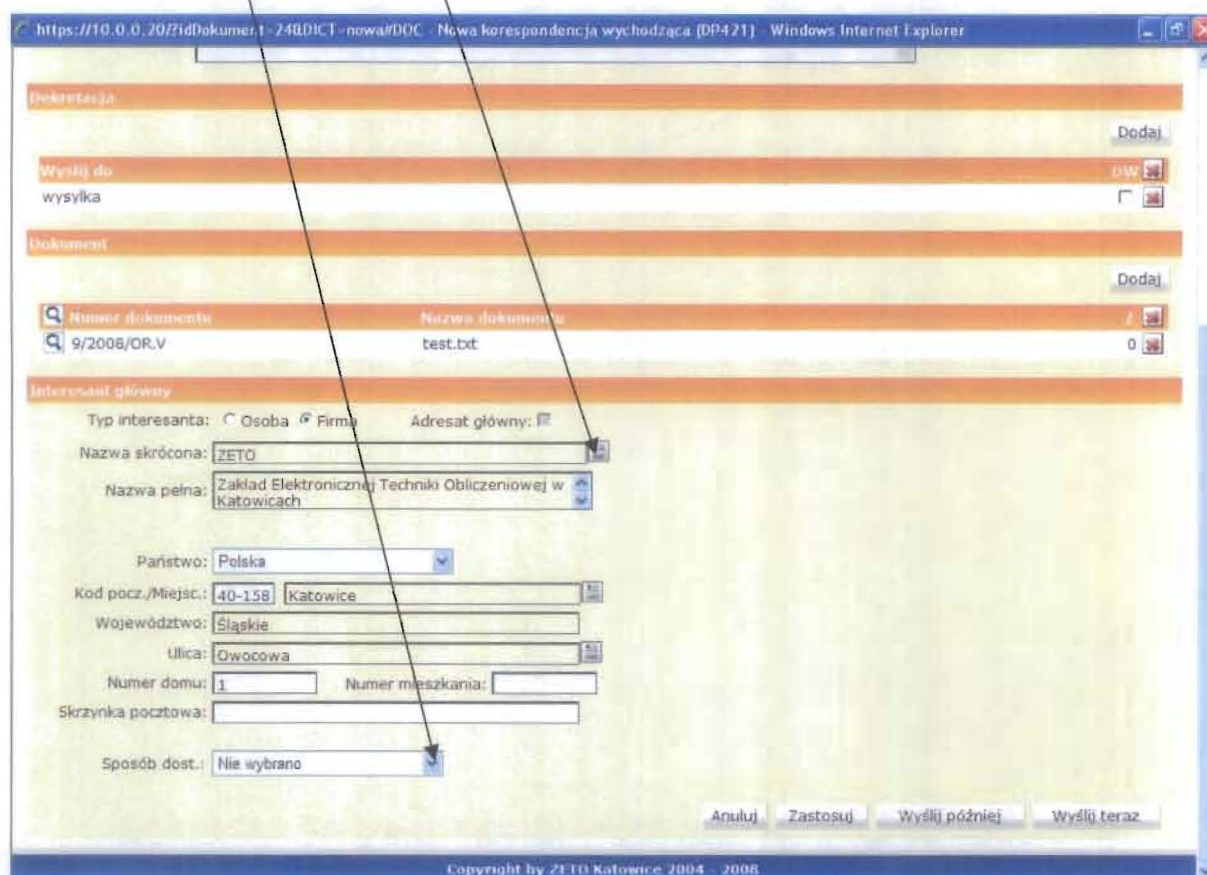 https://10.0.0.20/?idDokument=24&DICT=nowa#DOC - Nowa korespondencja wychodząca (DP421) - Windows Internet Explorer
Dekretacja
Dodaj
Wyślij do DW
wysylka
Dokument
Dodaj
Numer dokumentu Nazwa dokumentu
9/2008/OR.V test.txt 0
Interesant główny
Typ interesanta: Osoba Firma Adresat główny:
Nazwa skrócona: ZETO
Nazwa pełna: Zakład Elektronicznej Techniki Obliczeniowej w
Katowicach
Państwo: Polska
Kod pocz./Miejsc.: 40-158 Katowice
Województwo: Śląskie
Ulica: Owocowa
Numer domu: 1 Numer mieszkania:
Skrzynka pocztowa:
Sposób dost.: Nie wybrano
Anuluj Zastosuj Wyślij później Wyślij teraz
Copyright by ZETO Katowice 2004 - 2008